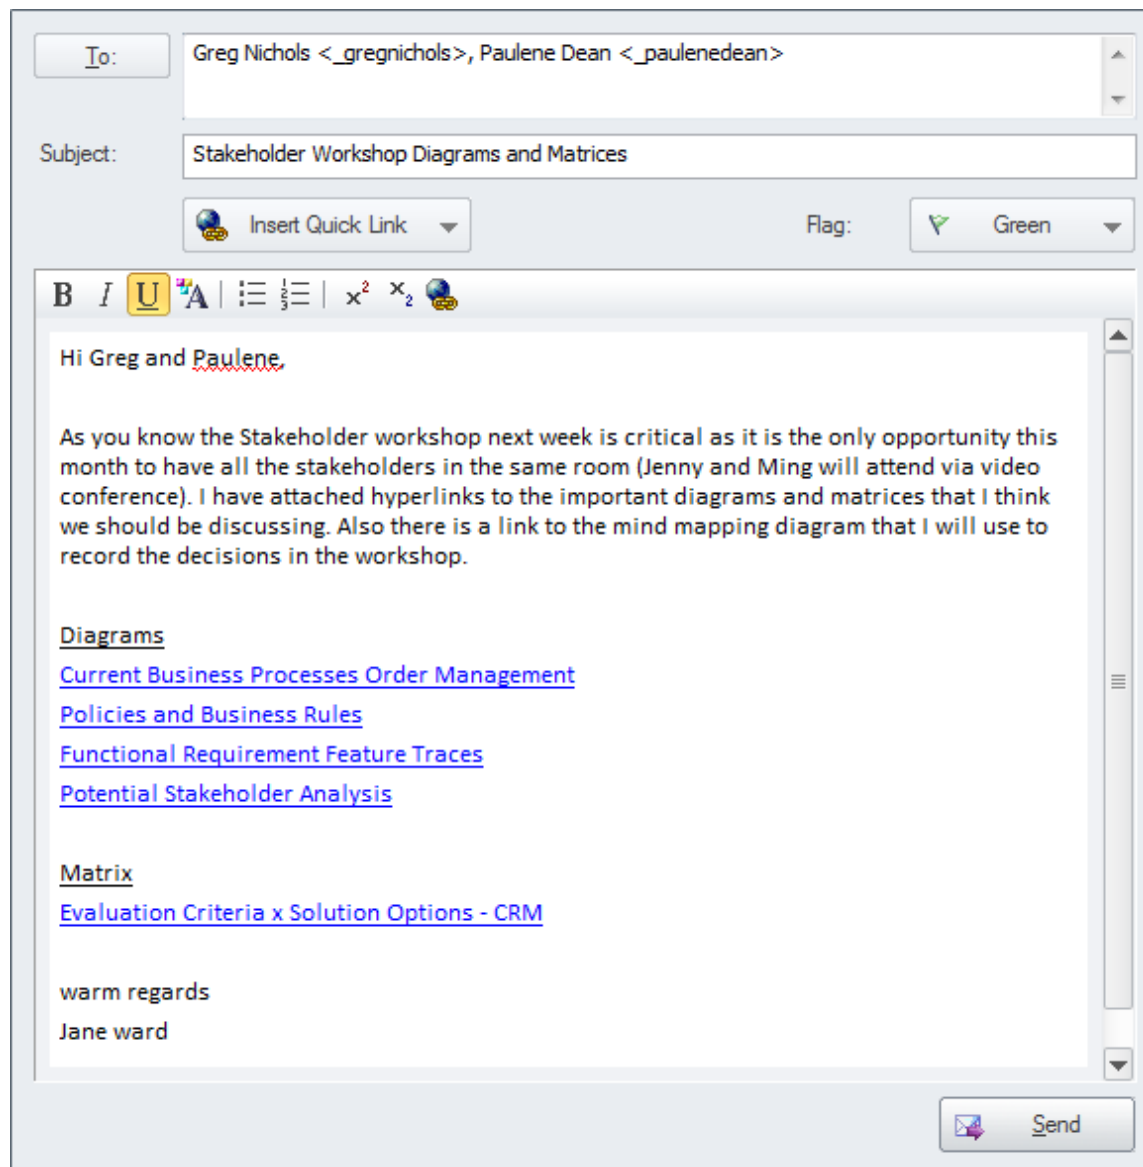 To: Greg Nichols <_gregnichols>, Paulene Dean <_paulenedean>
Subject: Stakeholder Workshop Diagrams and Matrices
Insert Quick Link Flag: Green
B I U A x² x₂
Hi Greg and Paulene,
As you know the Stakeholder workshop next week is critical as it is the only opportunity this
month to have all the stakeholders in the same room (Jenny and Ming will attend via video
conference). I have attached hyperlinks to the important diagrams and matrices that I think
we should be discussing. Also there is a link to the mind mapping diagram that I will use to
record the decisions in the workshop.
Diagrams
Current Business Processes Order Management
Policies and Business Rules
Functional Requirement Feature Traces
Potential Stakeholder Analysis
Matrix
Evaluation Criteria x Solution Options - CRM
warm regards
Jane ward
Send